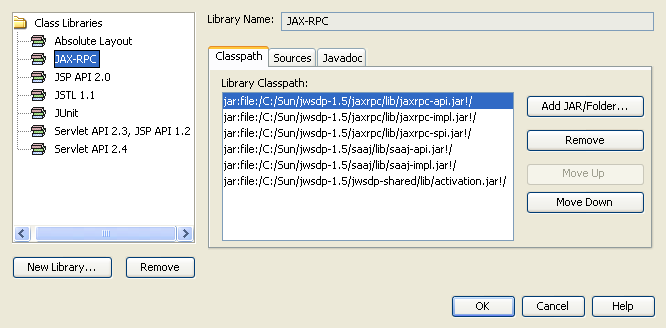 Class Libraries
Absolute Layout
JAX-RPC
JSP API 2.0
JSTL 1.1
JUnit
Servlet API 2.3, JSP API 1.2
Servlet API 2.4
New Library...
Remove
Library Name:
JAX-RPC
Classpath
Sources
Javadoc
Library Classpath:
jar:file:/C:/Sun/jwsdp-1.5/jaxrpc/lib/jaxrpc-api.jar!/
jar:file:/C:/Sun/jwsdp-1.5/jaxrpc/lib/jaxrpc-impl.jar!/
jar:file:/C:/Sun/jwsdp-1.5/jaxrpc/lib/jaxrpc-spi.jar!/
jar:file:/C:/Sun/jwsdp-1.5/saaj/lib/saaj-api.jar!/
jar:file:/C:/Sun/jwsdp-1.5/saaj/lib/saaj-impl.jar!/
jar:file:/C:/Sun/jwsdp-1.5/jwsdp-shared/lib/activation.jar!/
Add JAR/Folder...
Remove
Move Up
Move Down
OK
Cancel
Help